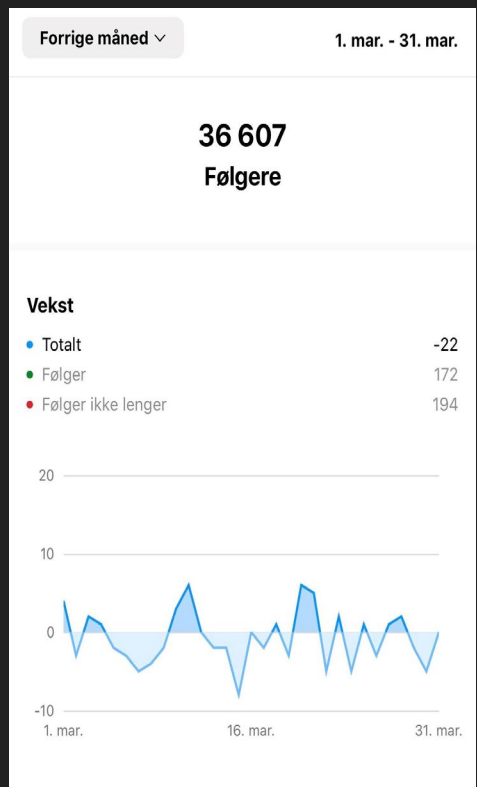 Forrige måned
1. mar. - 31. mar.
36 607
Følgere
Vekst
Totalt -22
Følger 172
Følger ikke lenger 194
20
10
0
-10
1. mar. 16. mar. 31. mar.